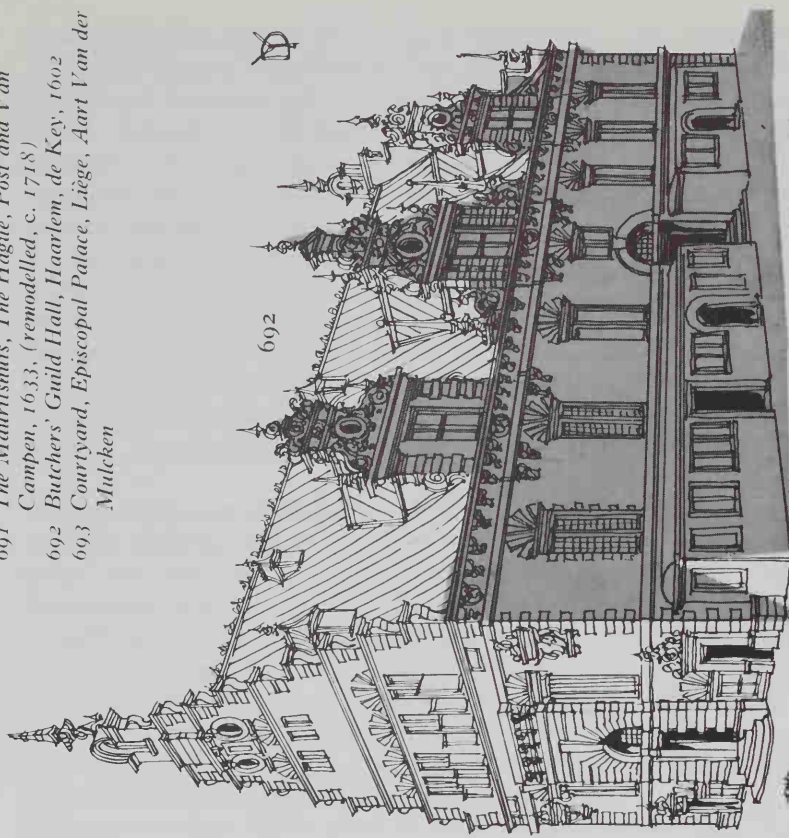 691 The Mauritshuis, The Hague, Post and Van
Campen, 1633, (remodelled, c. 1718)
692 Butchers' Guild Hall, Haarlem, de Key, 1602
693 Courtyard, Episcopal Palace, Liège, Aart Van der
Mulcken
692